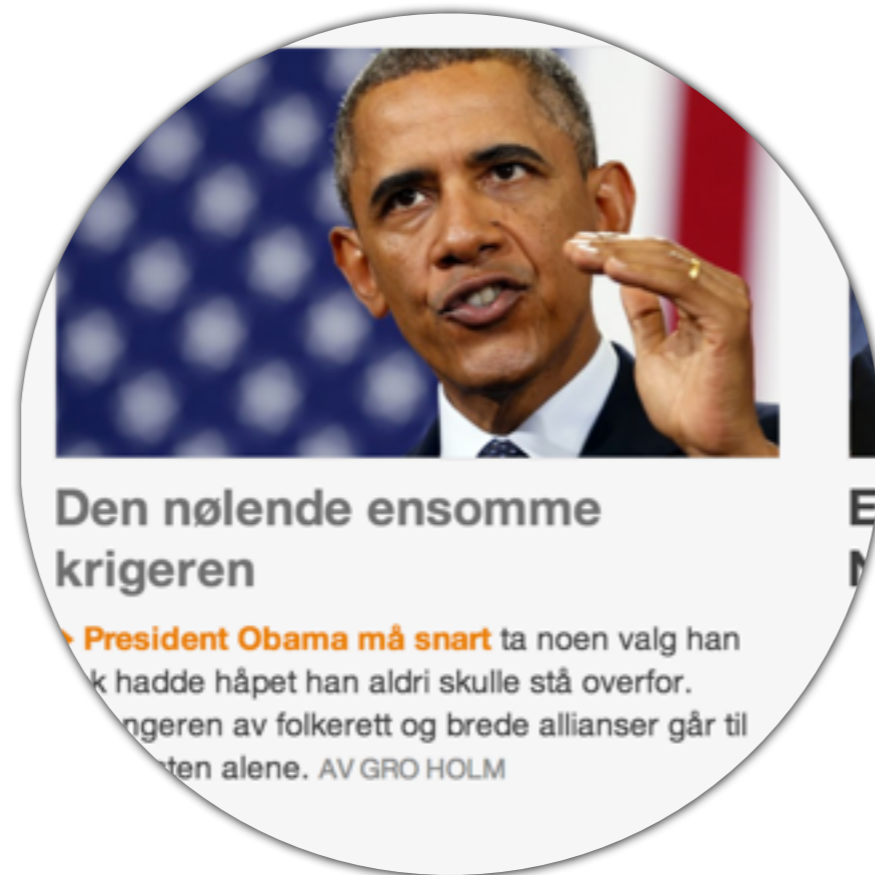 Den nølende ensomme
krigeren
President Obama må snart ta noen valg han
hadde håpet han aldri skulle stå overfor.
av folkerett og brede allianser går til
alene. AV GRO HOLM